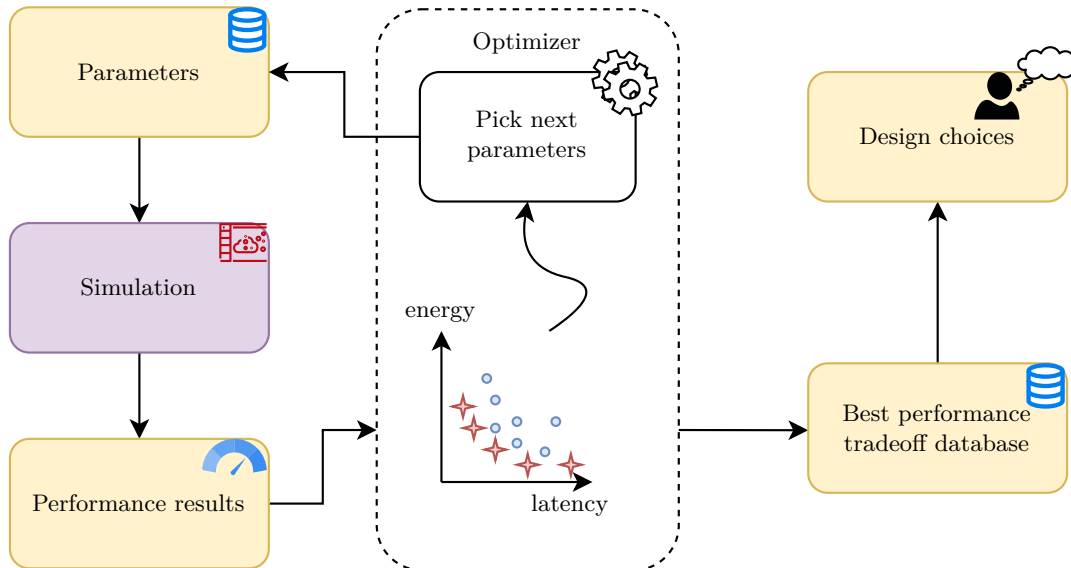 Parameters
Optimizer
Pick next
parameters
Design choices
Simulation
energy
latency
Performance results
Best performance
tradeoff database